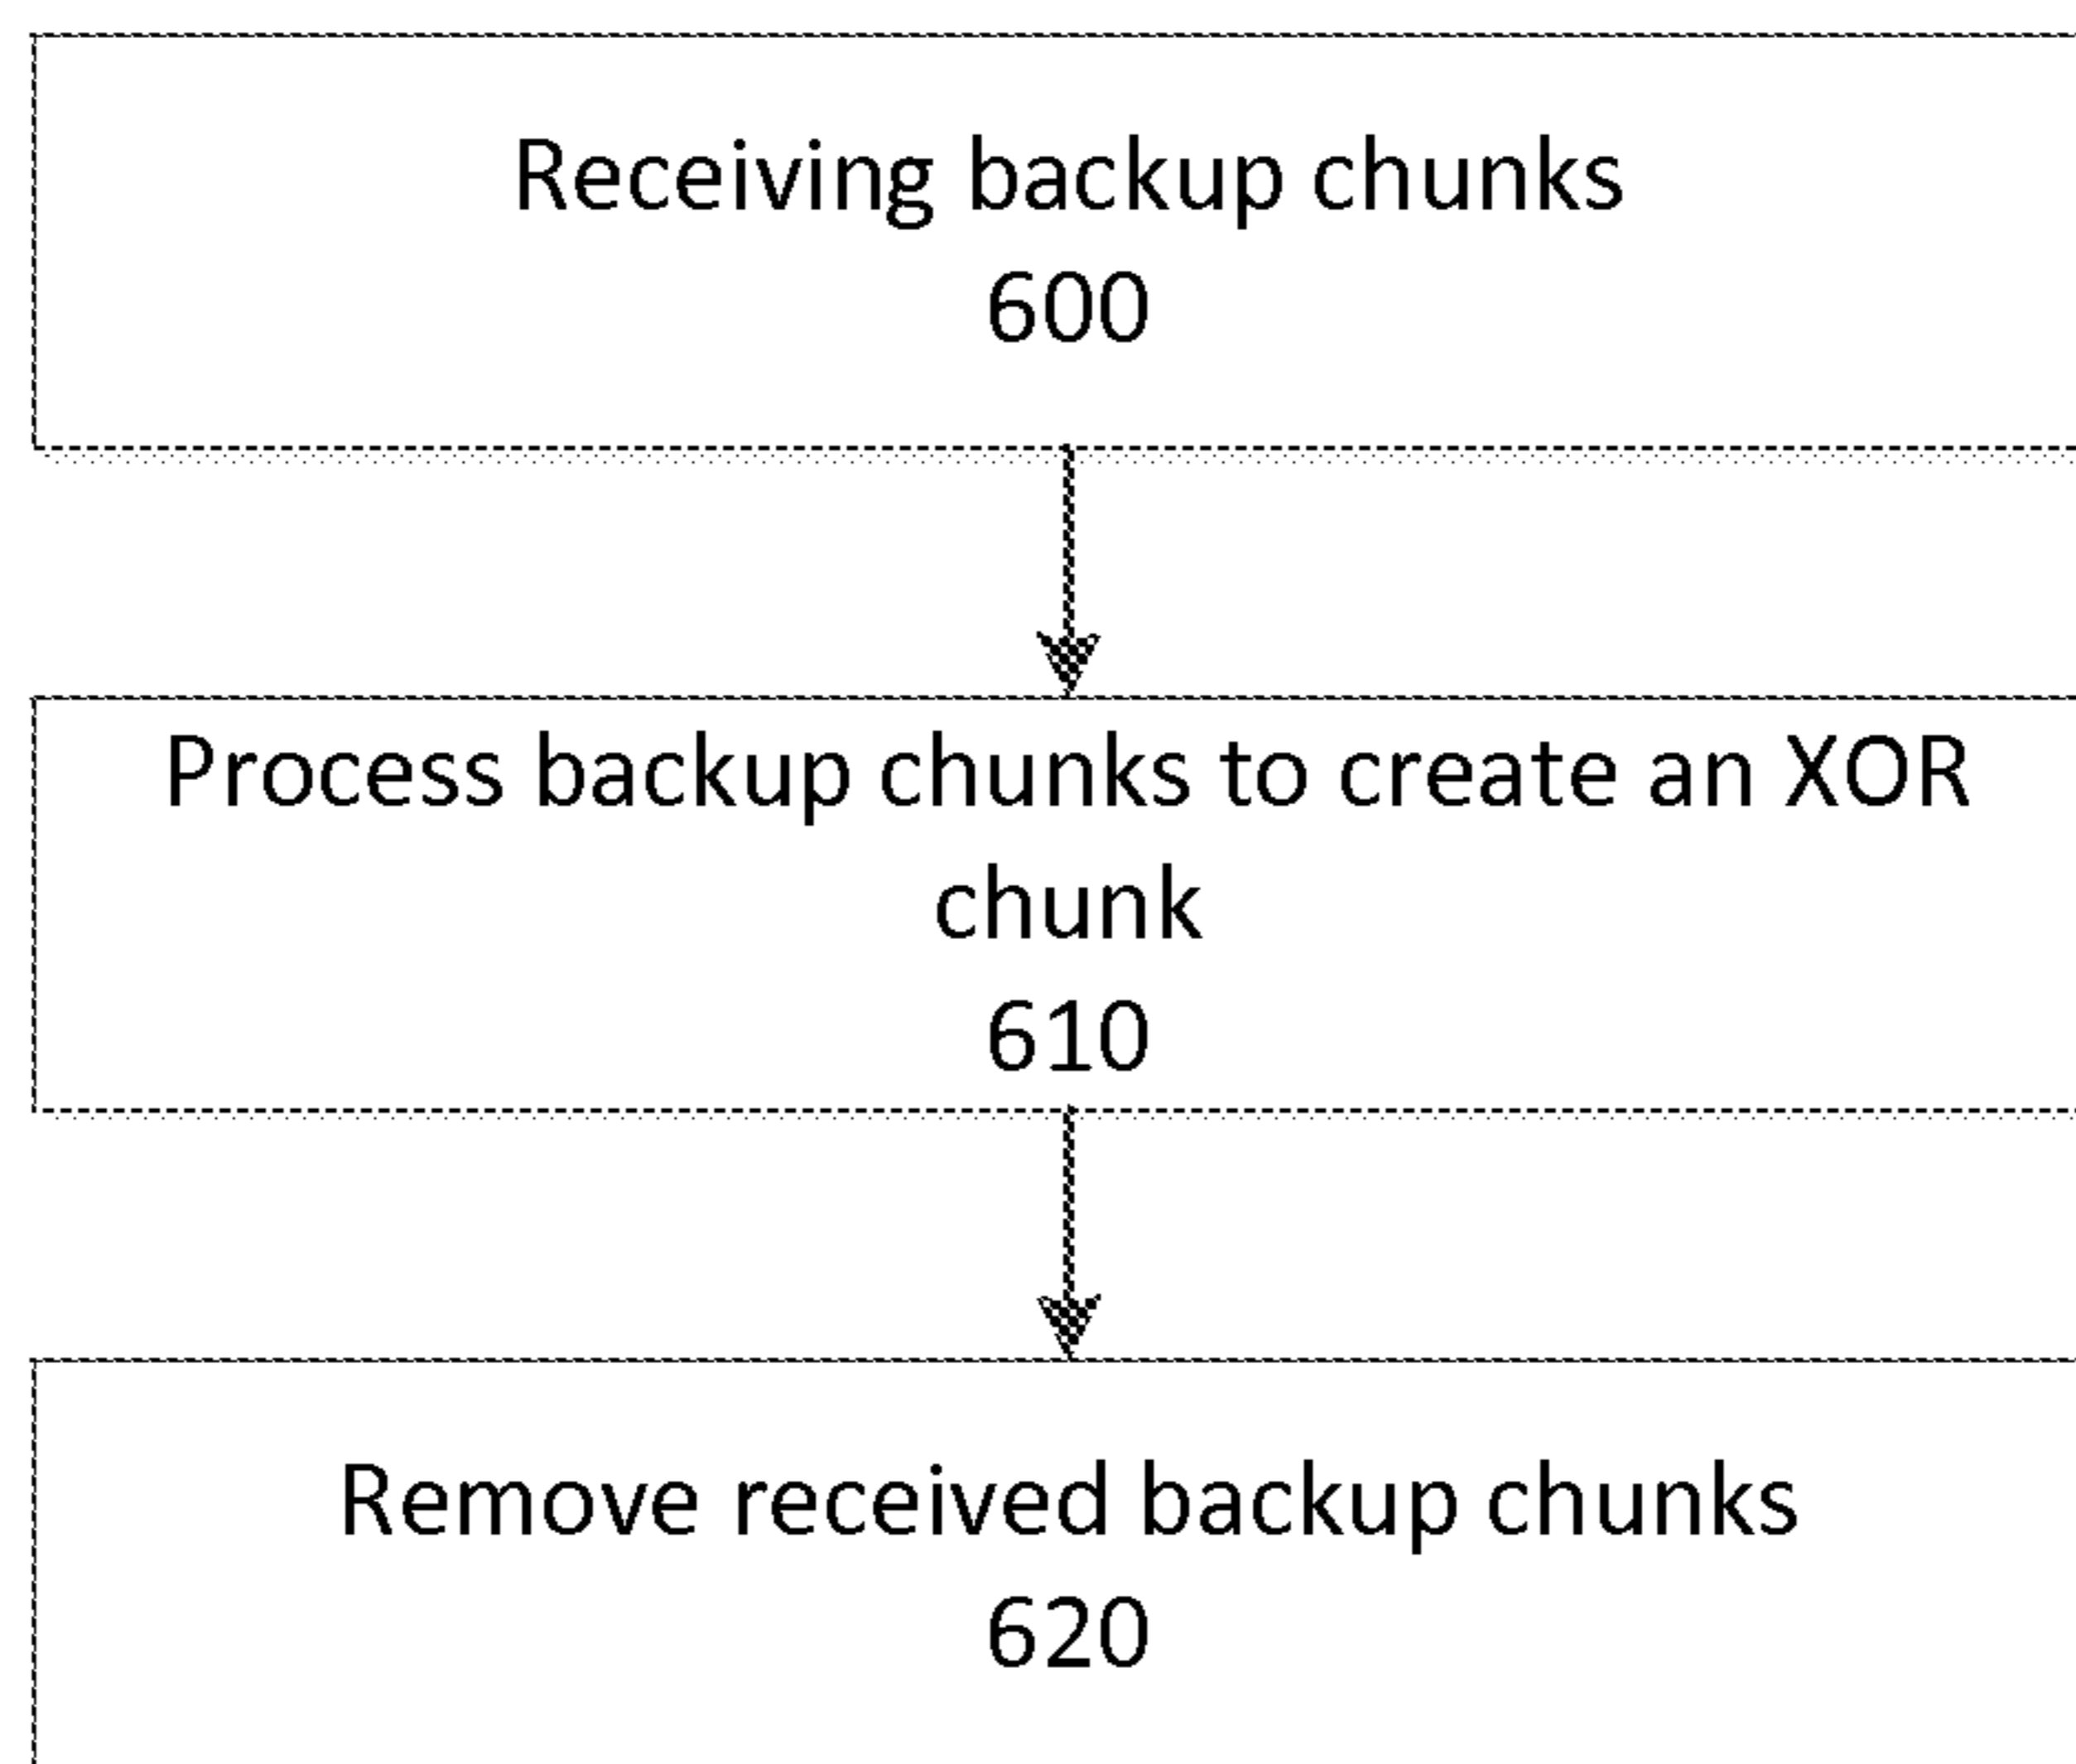 Receiving backup chunks
600
Process backup chunks to create an XOR
chunk
610
Remove received backup chunks
620